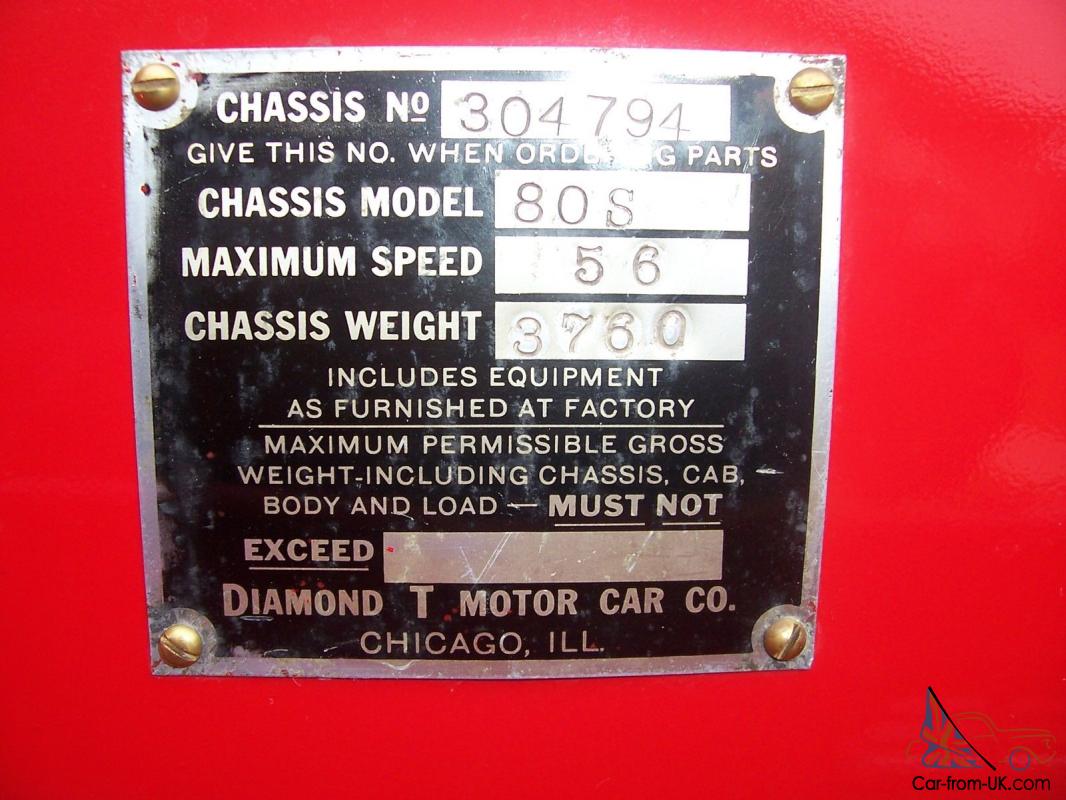 CHASSIS No 304794
GIVE THIS NO. WHEN ORDERING PARTS
CHASSIS MODEL 80S
MAXIMUM SPEED 56
CHASSIS WEIGHT 3760
INCLUDES EQUIPMENT
AS FURNISHED AT FACTORY
MAXIMUM PERMISSIBLE GROSS
WEIGHT-INCLUDING CHASSIS, CAB,
BODY AND LOAD — MUST NOT
EXCEED
DIAMOND T MOTOR CAR CO.
CHICAGO, ILL.
Car-from-UK.com